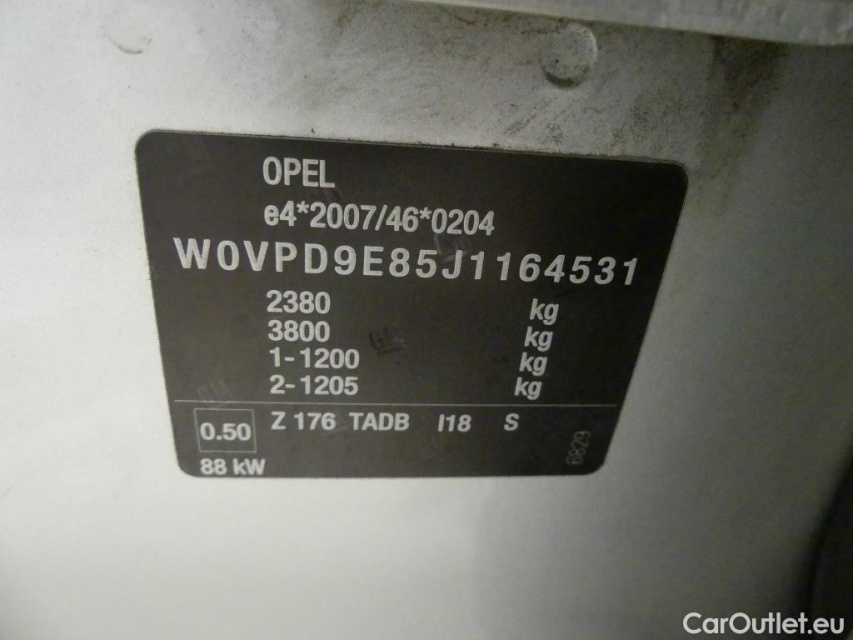 OPEL
e4*2007/46*0204
W0VPD9E85J1164531
2380 kg
3800 kg
1-1200 kg
2-1205 kg
0.50 Z 176 TADB I18 S
88 kW
6829
CarOutlet.eu